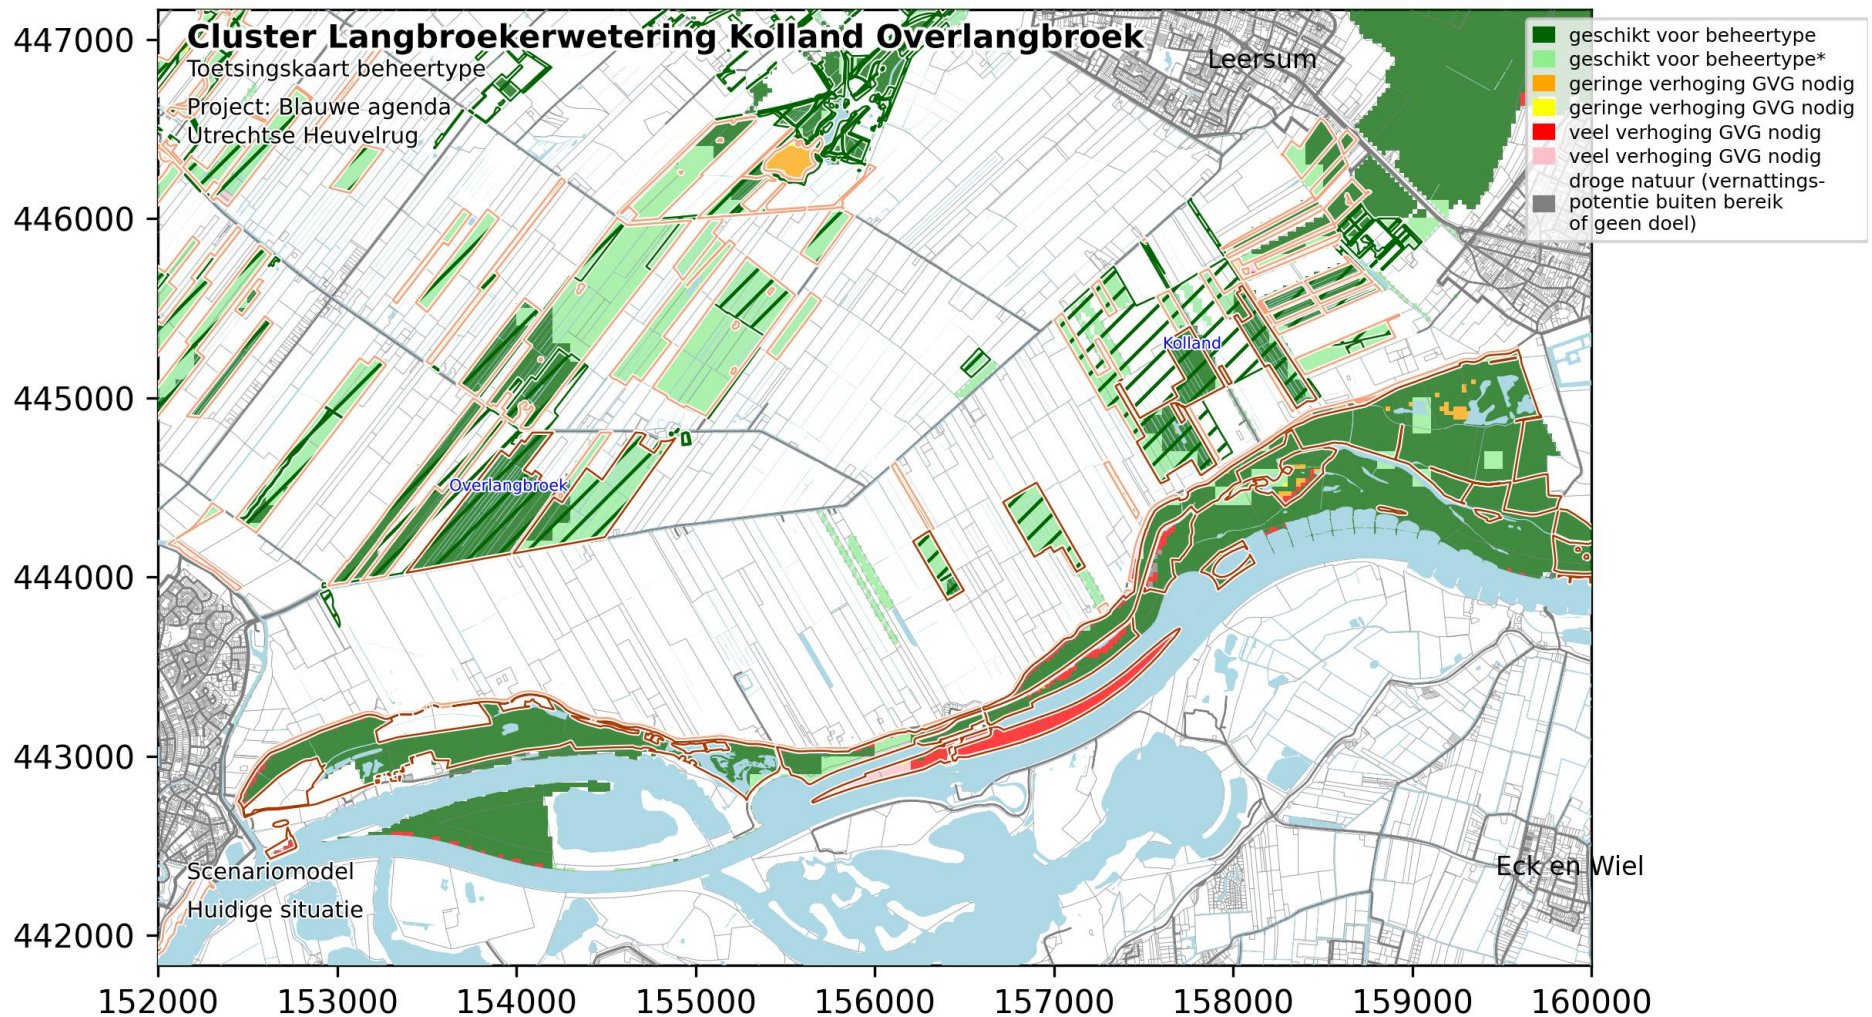 Cluster Langbroekerwetering Kolland Overlangbroek
Toetsingskaart beheertype
Project: Blauwe agenda
Utrechtse Heuvelrug
Leersum
geschikt voor beheertype
geschikt voor beheertype*
geringe verhoging GVG nodig
geringe verhoging GVG nodig
veel verhoging GVG nodig
veel verhoging GVG nodig
droge natuur (vernattings-
potentie buiten bereik
of geen doel)
Kolland
Overlangbroek
Eck en Wiel
Scenariomodel
Huidige situatie
447000
446000
445000
444000
443000
442000
152000 153000 154000 155000 156000 157000 158000 159000 160000